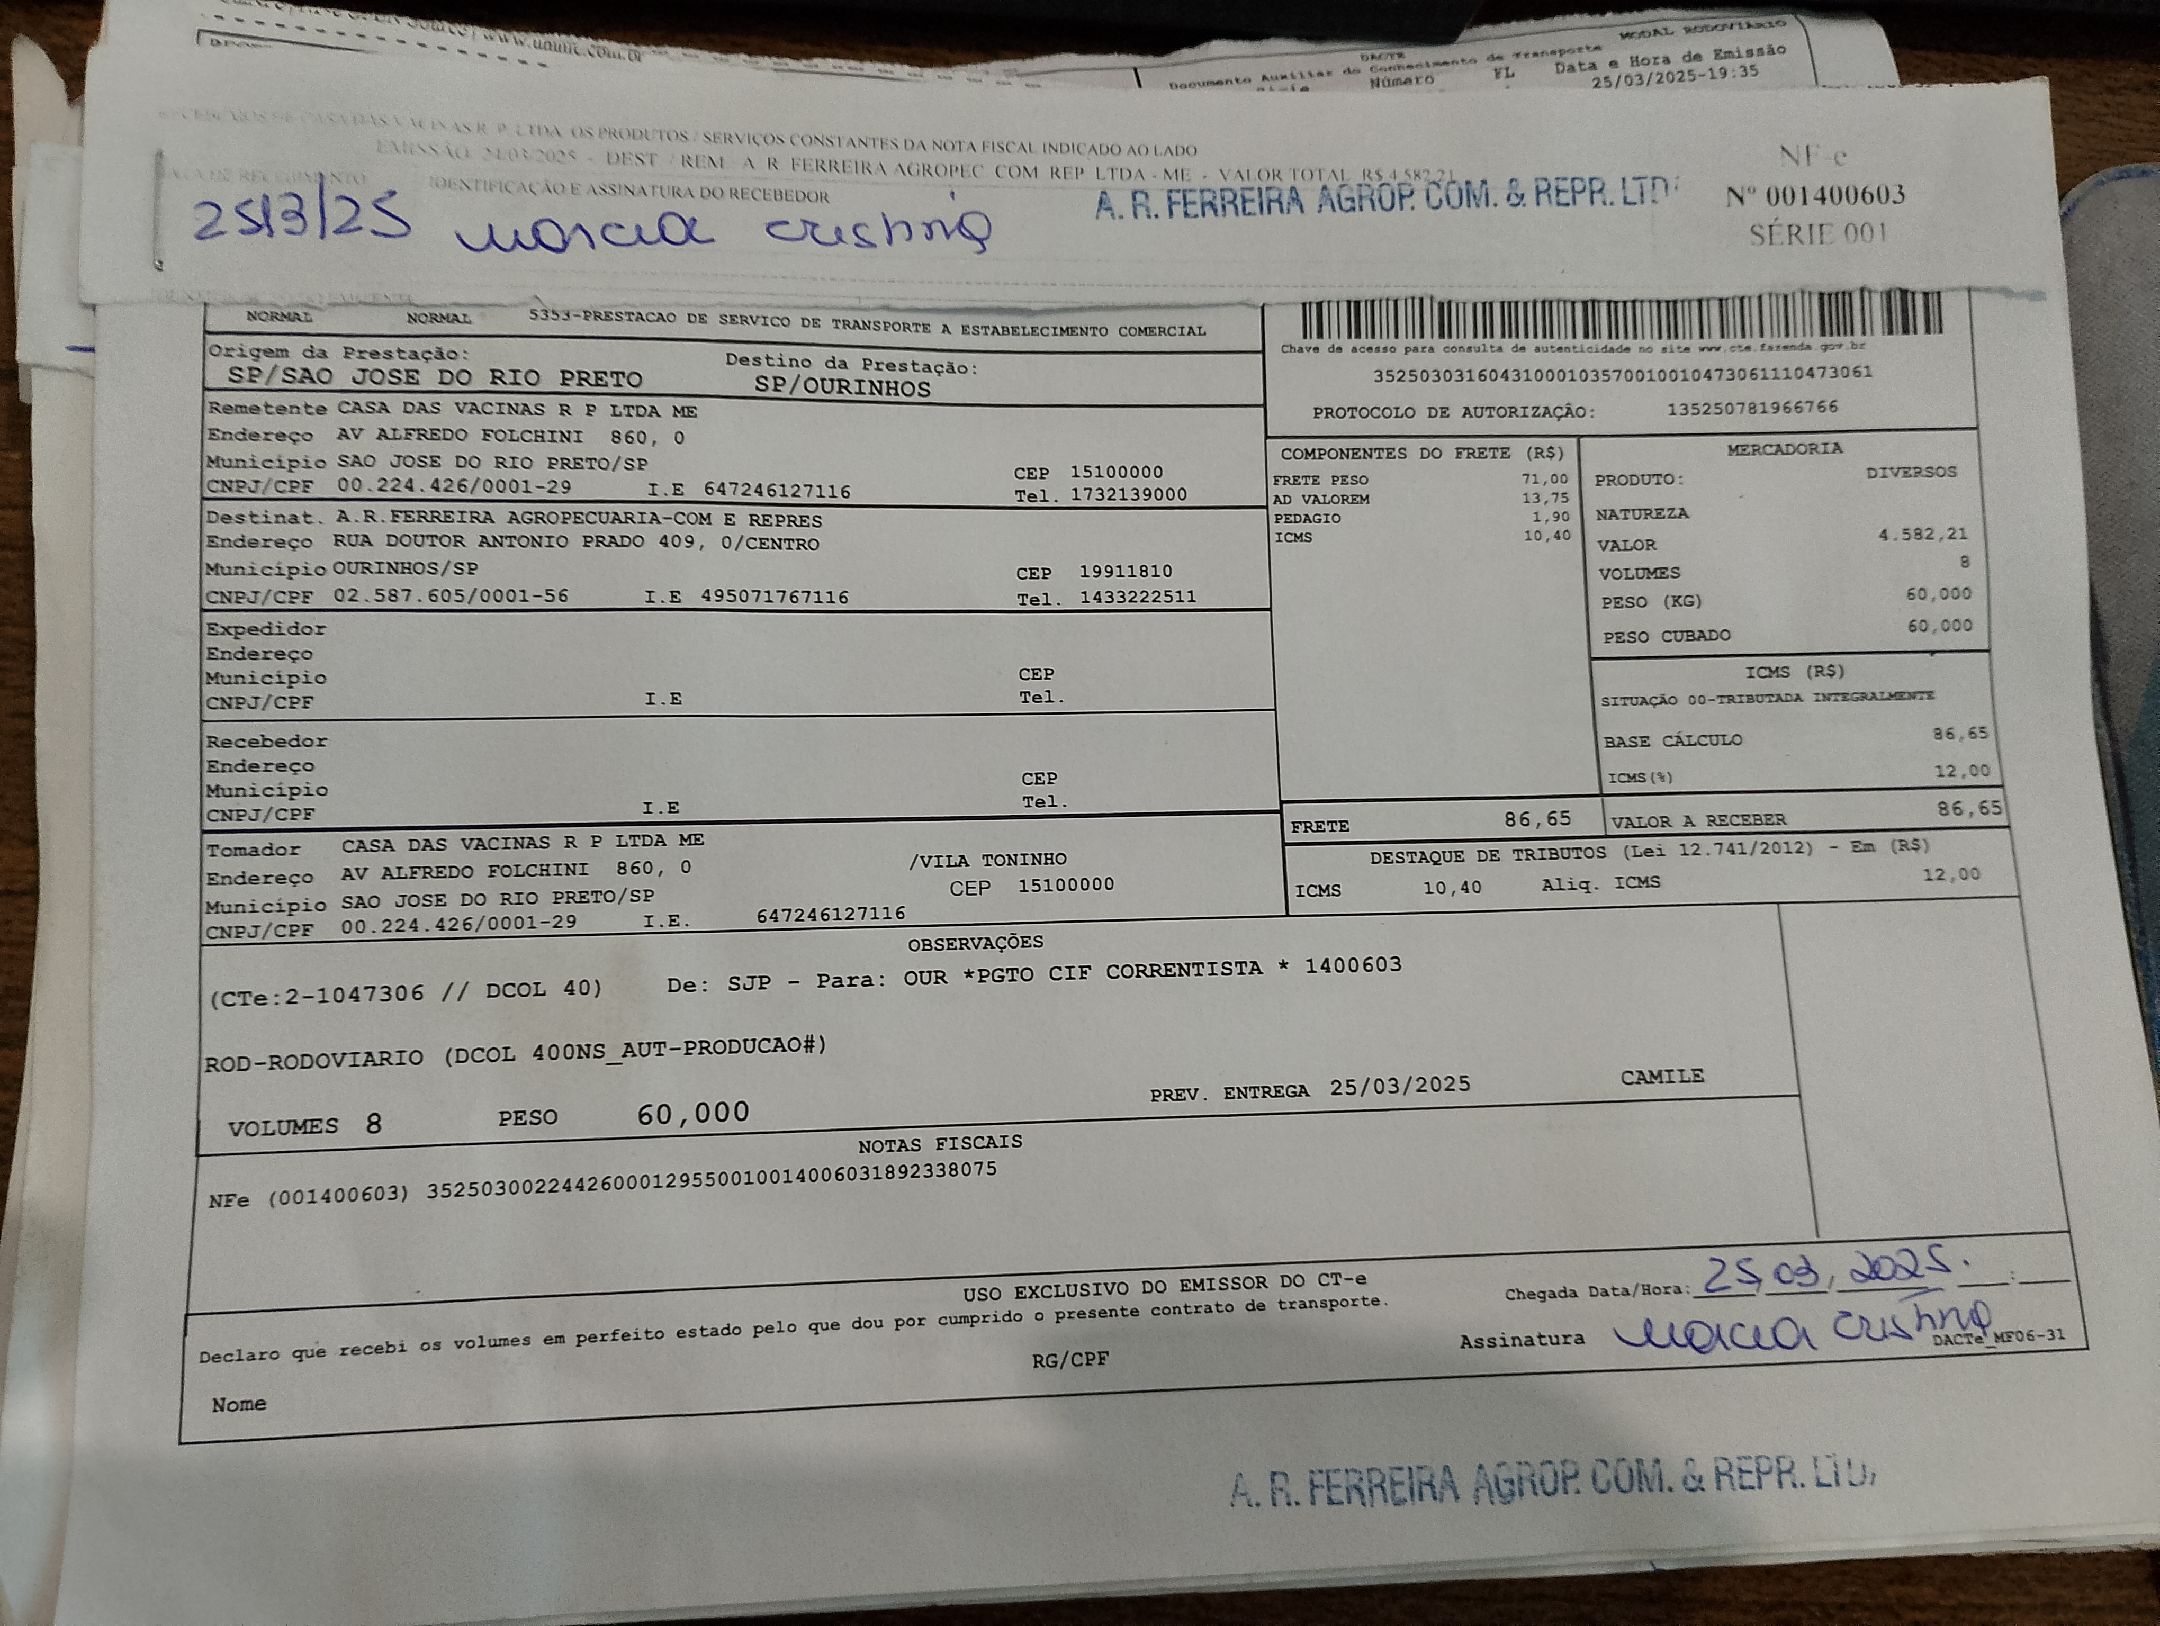 www.unume.com.br
MODAL RODOVIÁRIO
DACTE
Documento Auxiliar do Conhecimento de Transporte
Número FL Data e Hora de Emissão
25/03/2025-19:35
OS PRODUTOS / SERVIÇOS CONSTANTES DA NOTA FISCAL INDICADO AO LADO
EMISSÃO: 24/03/2025 - DEST / REM: A R FERREIRA AGROPEC COM REP LTDA - ME - VALOR TOTAL R$ 4.582,21
DATA DE RECEBIMENTO IDENTIFICAÇÃO E ASSINATURA DO RECEBEDOR
25/3/25 marcia cristina
A. R. FERREIRA AGROP. COM. & REPR. LTD
NF-e
Nº 001400603
SÉRIE 001
NORMAL NORMAL 5353-PRESTACAO DE SERVICO DE TRANSPORTE A ESTABELECIMENTO COMERCIAL
Origem da Prestação: Destino da Prestação:
SP/SAO JOSE DO RIO PRETO SP/OURINHOS
Chave de acesso para consulta de autenticidade no site www.cte.fazenda.gov.br
35250303160431000103570010010473061110473061
PROTOCOLO DE AUTORIZAÇÃO: 135250781966766
Remetente CASA DAS VACINAS R P LTDA ME
Endereço AV ALFREDO FOLCHINI 860, 0
Município SAO JOSE DO RIO PRETO/SP CEP 15100000
CNPJ/CPF 00.224.426/0001-29 I.E 647246127116 Tel. 1732139000
Destinat. A.R.FERREIRA AGROPECUARIA-COM E REPRES
Endereço RUA DOUTOR ANTONIO PRADO 409, 0/CENTRO
Município OURINHOS/SP CEP 19911810
CNPJ/CPF 02.587.605/0001-56 I.E 495071767116 Tel. 1433222511
Expedidor
Endereço
Município CEP
CNPJ/CPF I.E Tel.
Recebedor
Endereço
Município CEP
CNPJ/CPF I.E Tel.
Tomador CASA DAS VACINAS R P LTDA ME
Endereço AV ALFREDO FOLCHINI 860, 0 /VILA TONINHO
Município SAO JOSE DO RIO PRETO/SP CEP 15100000
CNPJ/CPF 00.224.426/0001-29 I.E. 647246127116
COMPONENTES DO FRETE (R$)
FRETE PESO 71,00
AD VALOREM 13,75
PEDAGIO 1,90
ICMS 10,40
MERCADORIA
PRODUTO: DIVERSOS
NATUREZA
VALOR 4.582,21
VOLUMES 8
PESO (KG) 60,000
PESO CUBADO 60,000
ICMS (R$)
SITUAÇÃO 00-TRIBUTADA INTEGRALMENTE
BASE CÁLCULO 86,65
ICMS(%) 12,00
FRETE 86,65 VALOR A RECEBER 86,65
DESTAQUE DE TRIBUTOS (Lei 12.741/2012) - Em (R$)
ICMS 10,40 Aliq. ICMS 12,00
OBSERVAÇÕES
(CTe:2-1047306 // DCOL 40) De: SJP - Para: OUR *PGTO CIF CORRENTISTA * 1400603
ROD-RODOVIARIO (DCOL 400NS_AUT-PRODUCAO#)
VOLUMES 8 PESO 60,000 PREV. ENTREGA 25/03/2025 CAMILE
NOTAS FISCAIS
NFe (001400603) 35250300224426000129550010014006031892338075
USO EXCLUSIVO DO EMISSOR DO CT-e
Declaro que recebi os volumes em perfeito estado pelo que dou por cumprido o presente contrato de transporte.
Chegada Data/Hora: 25/03/2025. :
Nome RG/CPF Assinatura marcia cristina
DACTe_MF06-31
A. R. FERREIRA AGROP. COM. & REPR. LTD